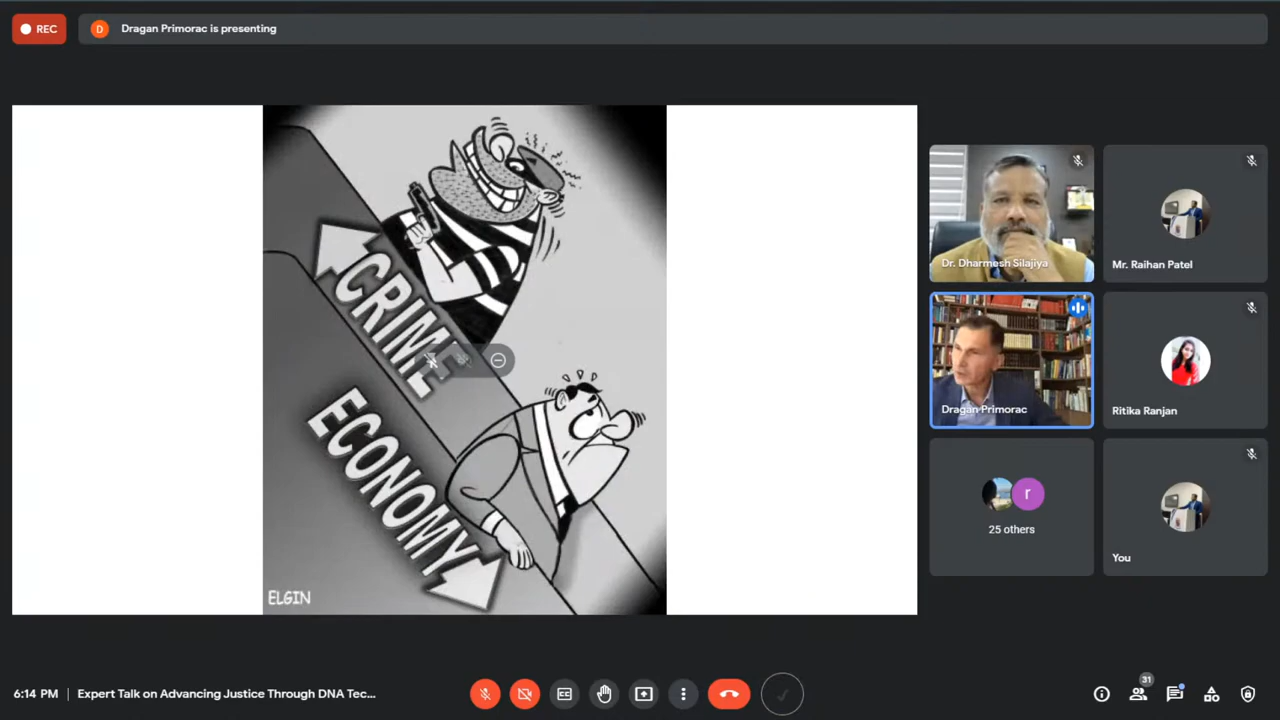 REC
D
Dragan Primorac is presenting
CRIME
ECONOMY
ELGIN
Dr. Dharmesh Silajiya
Mr. Raihan Patel
Dragan Primorac
Ritika Ranjan
r
25 others
You
6:14 PM
Expert Talk on Advancing Justice Through DNA Tec...
CC
31